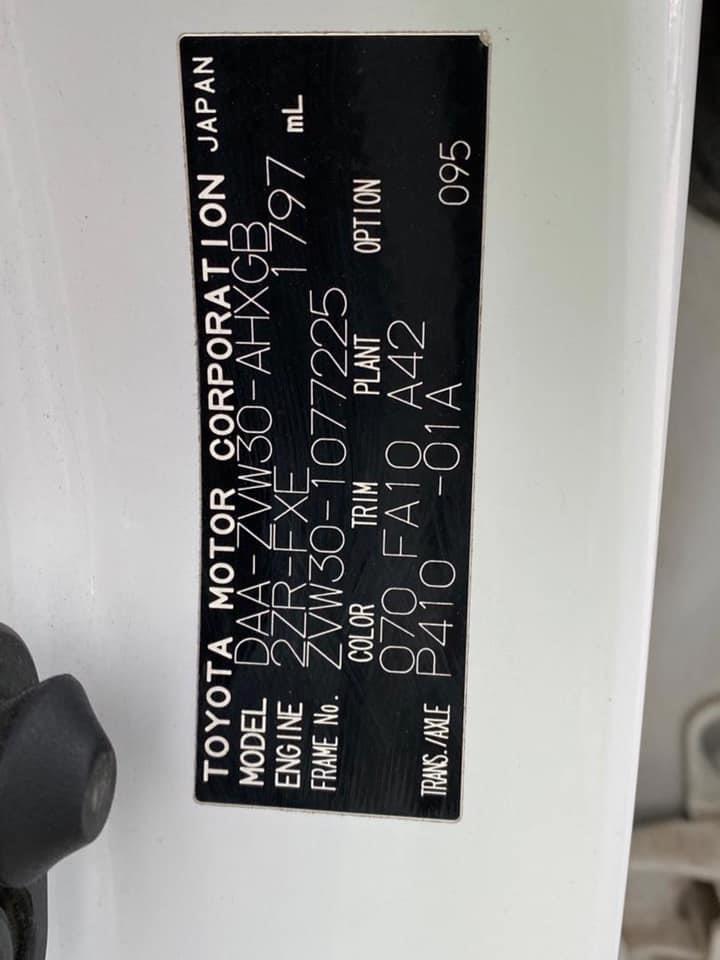 TOYOTA MOTOR CORPORATION JAPAN
MODEL DAA-ZVW30-AHXGB
ENGINE 2ZR-FXE 1797 mL
FRAME No. ZVW30-1077225
COLOR TRIM PLANT OPTION
070 FA10 A42
TRANS./AXLE P410 -01A 095